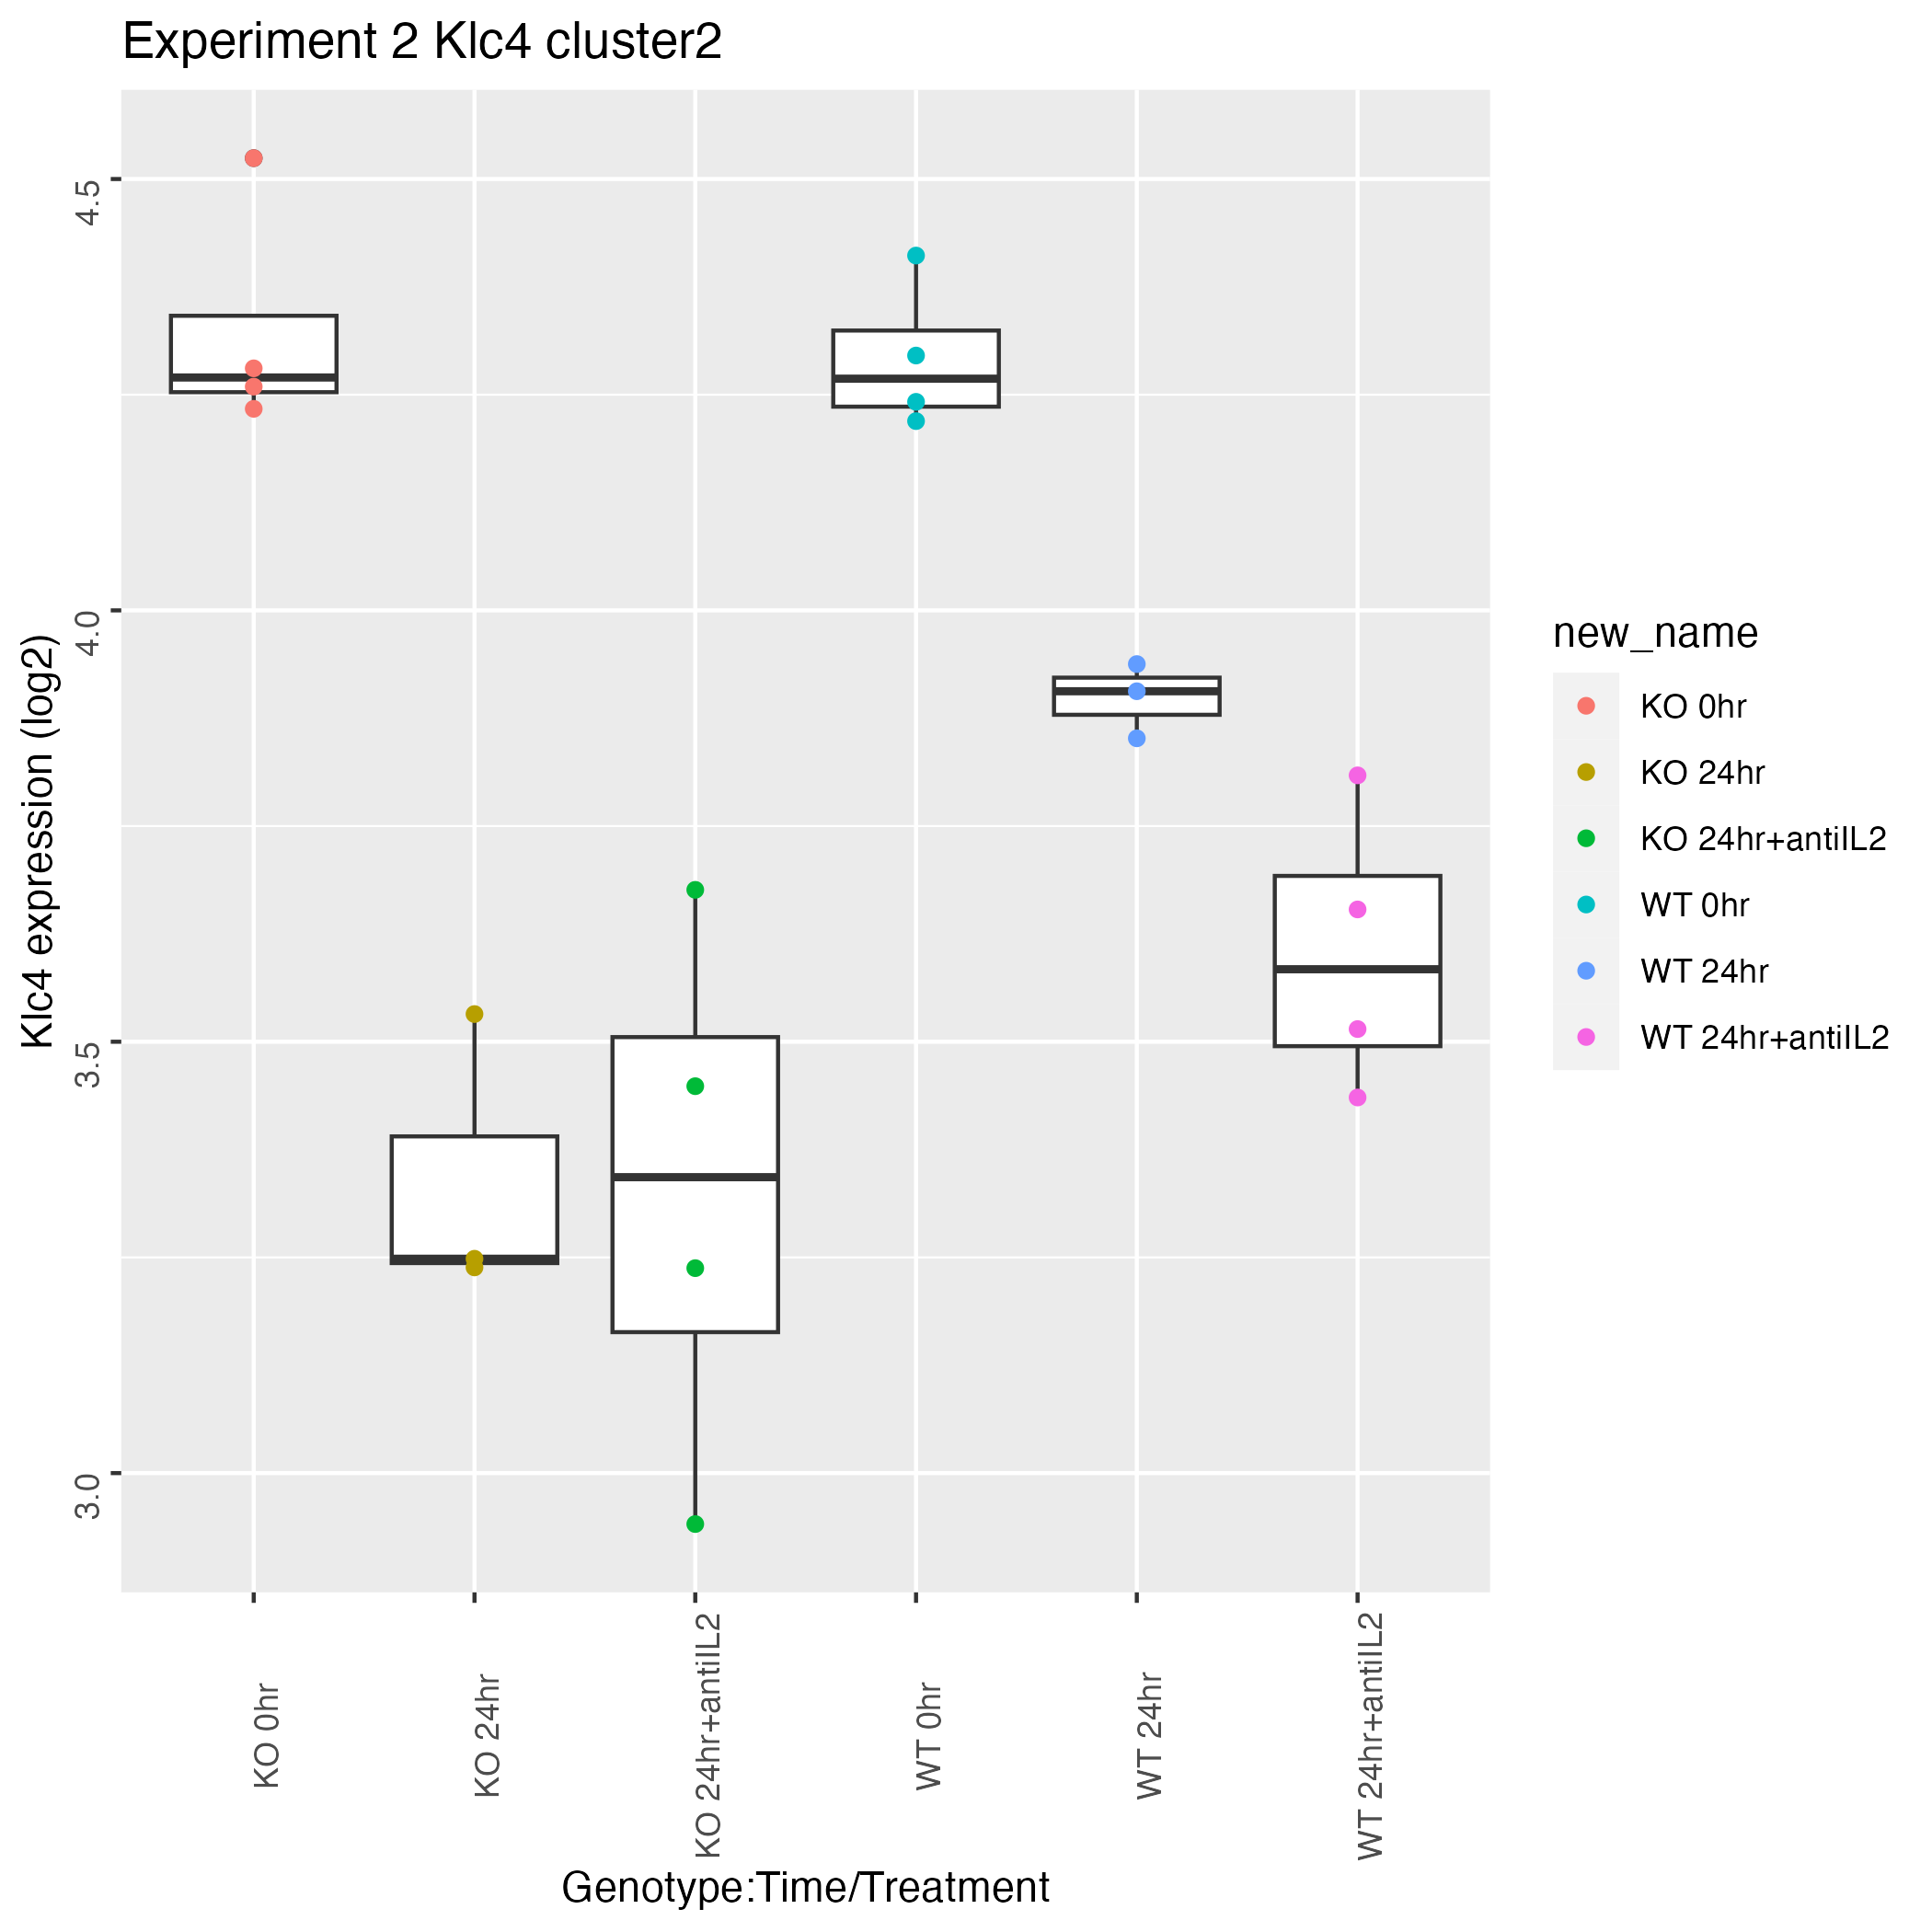 Experiment 2 Klc4 cluster2
Klc4 expression (log2)
4.5
4.0
3.5
3.0
KO 0hr
KO 24hr
KO 24hr+antiIL2
WT 0hr
WT 24hr
WT 24hr+antiIL2
Genotype:Time/Treatment
new_name
KO 0hr
KO 24hr
KO 24hr+antiIL2
WT 0hr
WT 24hr
WT 24hr+antiIL2